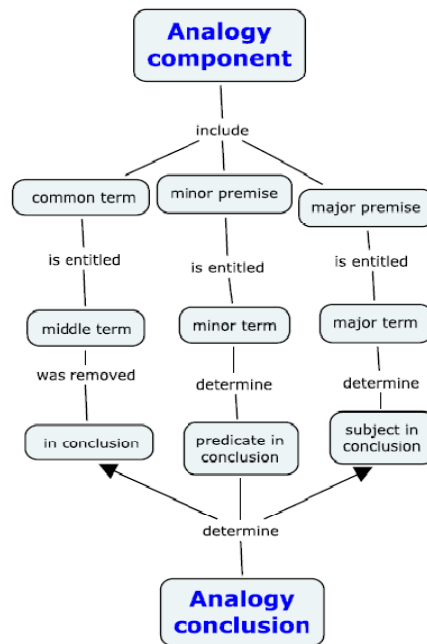 Analogy
component
include
common term
minor premise
major premise
is entitled
is entitled
is entitled
middle term
minor term
major term
was removed
determine
determine
in conclusion
predicate in
conclusion
subject in
conclusion
determine
Analogy
conclusion